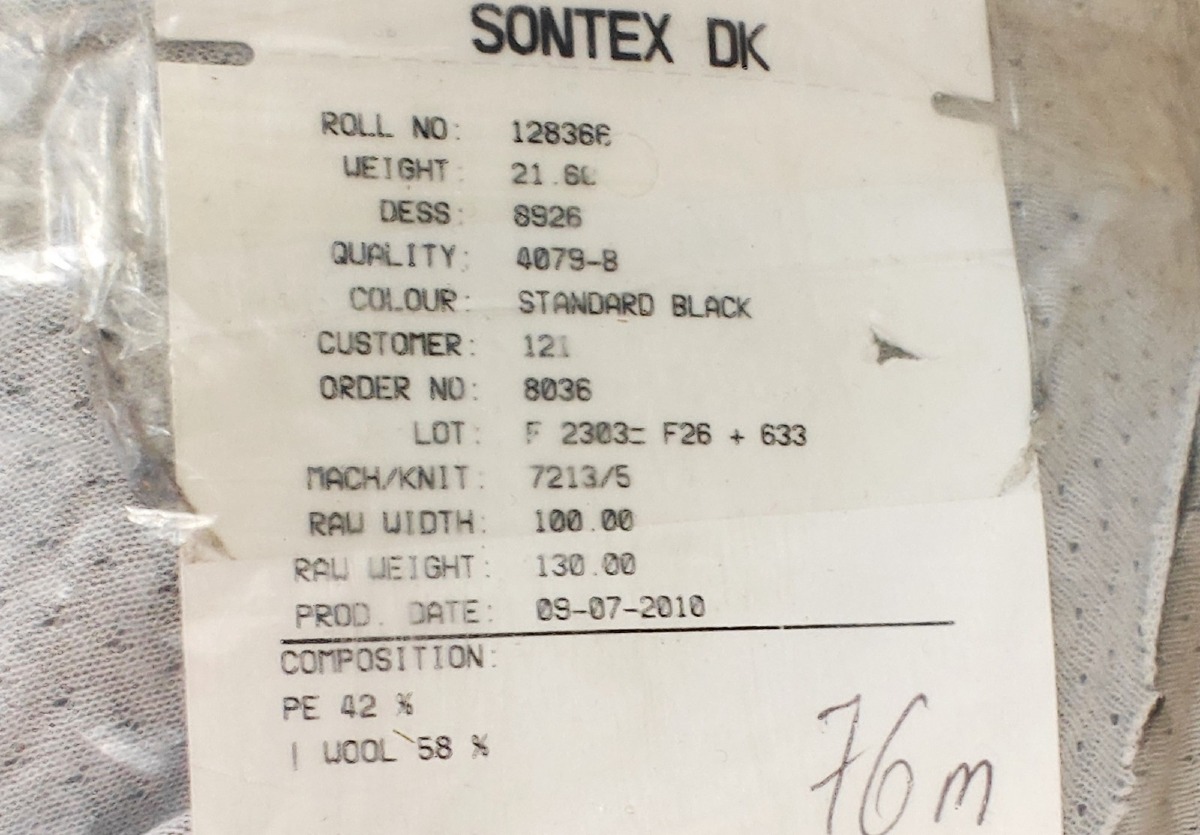 SONTEX DK
ROLL NO: 128366
WEIGHT: 21.60
DESS: 8926
QUALITY: 4079-8
COLOUR: STANDARD BLACK
CUSTOMER: 121
ORDER NO: 8036
LOT: F 2303= F26 + 633
MACH/KNIT: 7213/5
RAW WIDTH: 100.00
RAW WEIGHT: 130.00
PROD. DATE: 09-07-2010
COMPOSITION:
PE 42 %
WOOL 58 %
76 m